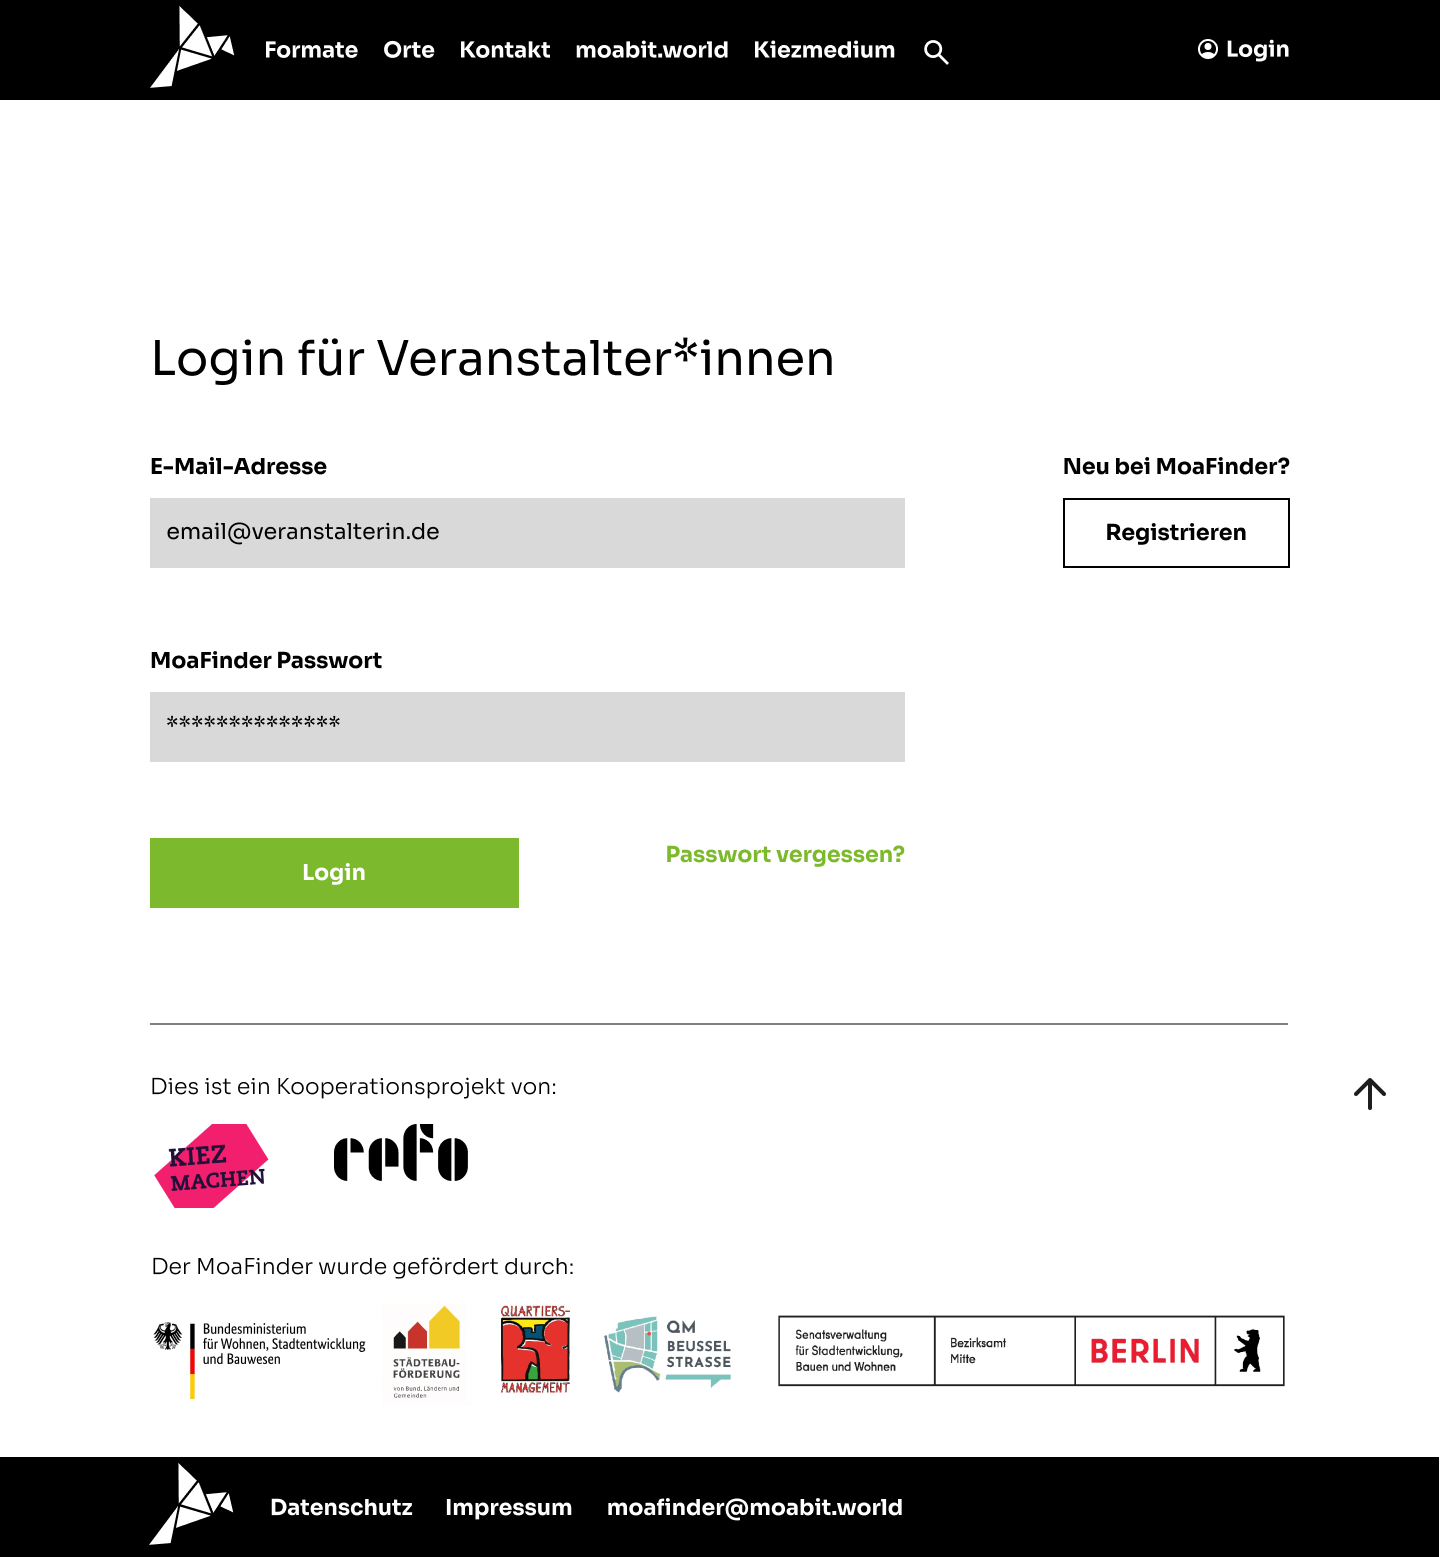 Formate Orte Kontakt moabit.world Kiezmedium Login
Login für Veranstalter*innen
E-Mail-Adresse
email@veranstalterin.de
Neu bei MoaFinder?
Registrieren
MoaFinder Passwort
**************
Login
Passwort vergessen?
Dies ist ein Kooperationsprojekt von:
KIEZ
MACHEN
refo
Der MoaFinder wurde gefördert durch:
Bundesministerium
für Wohnen, Stadtentwicklung
und Bauwesen
STÄDTEBAU-
FÖRDERUNG
von Bund, Ländern und
Gemeinden
QUARTIERS-
MANAGEMENT
QM
BEUSSEL
STRASSE
Senatsverwaltung
für Stadtentwicklung,
Bauen und Wohnen
Bezirksamt
Mitte
BERLIN
Datenschutz Impressum moafinder@moabit.world